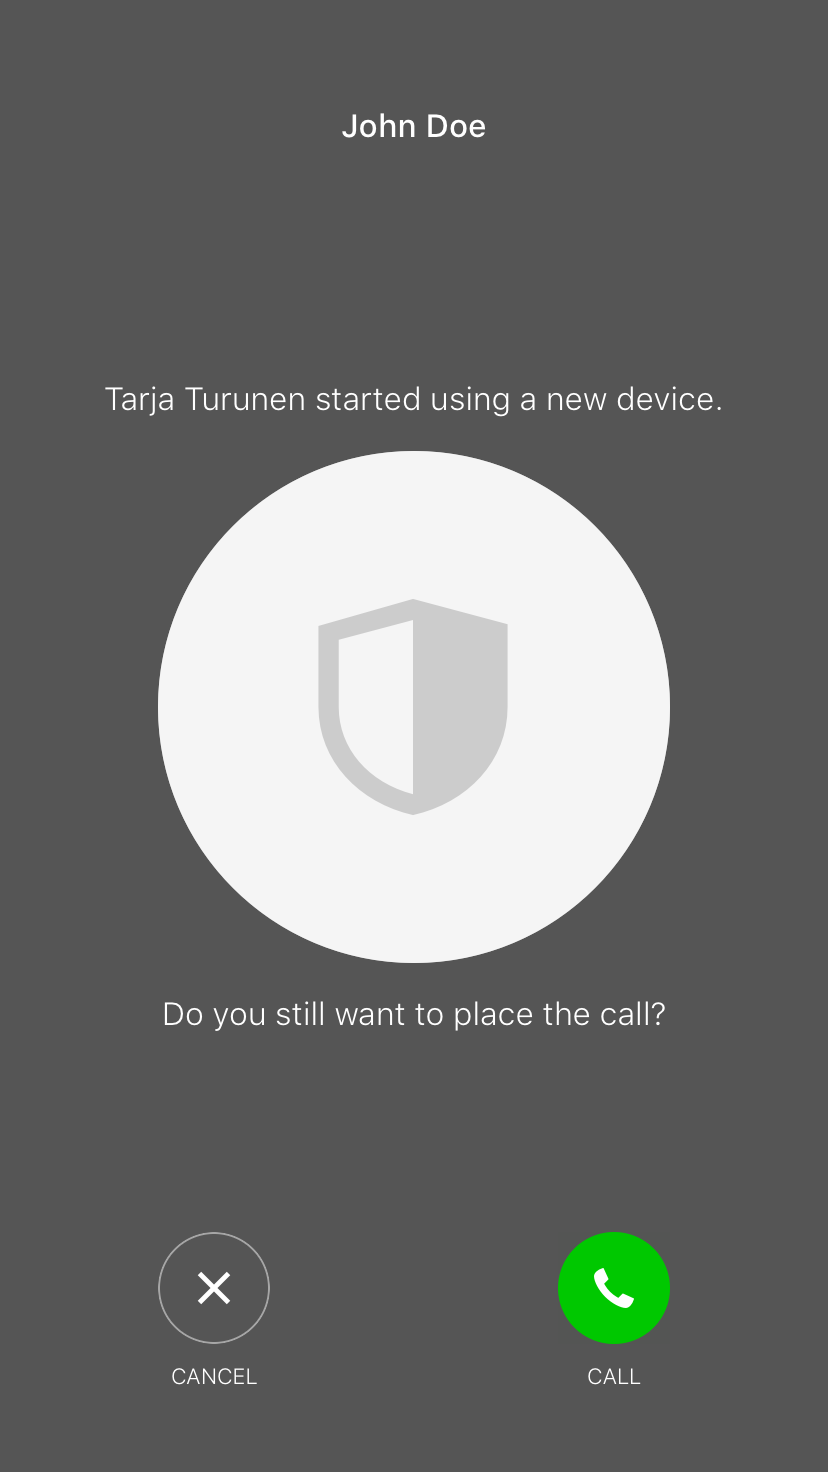 John Doe
Tarja Turunen started using a new device.
Do you still want to place the call?
CANCEL
CALL